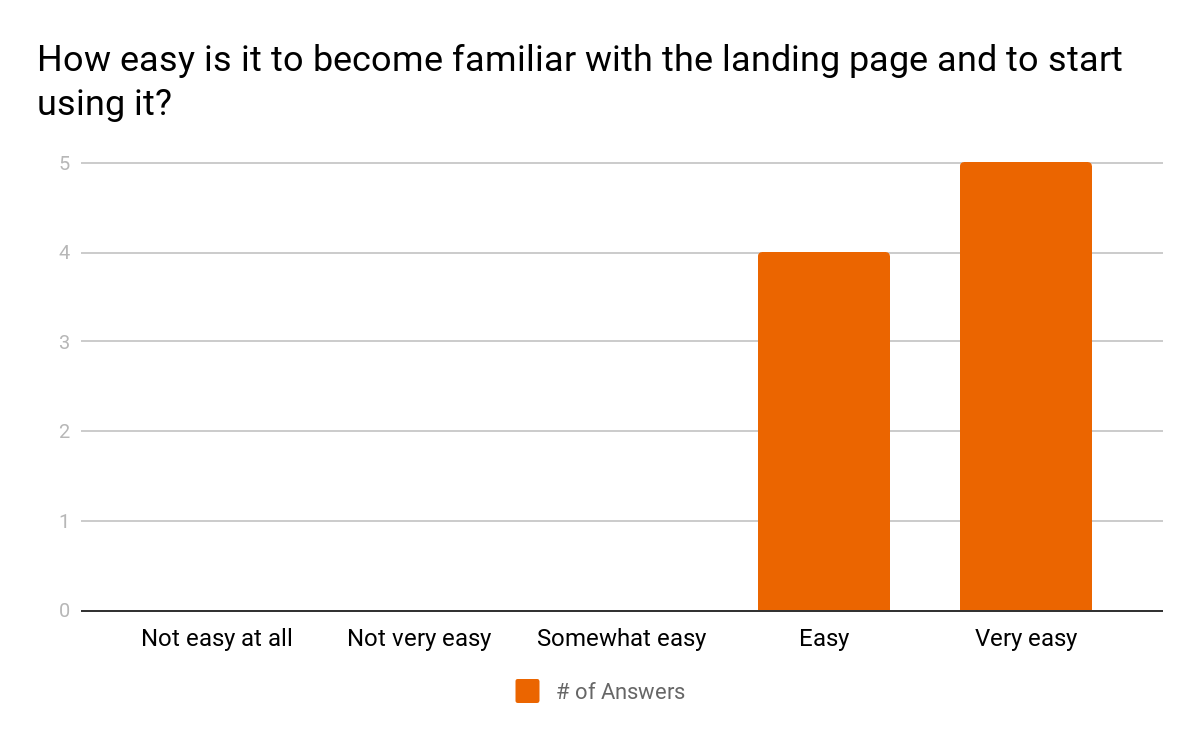 How easy is it to become familiar with the landing page and to start
using it?
5
4
3
2
1
0
Not easy at all
Not very easy
Somewhat easy
Easy
Very easy
# of Answers